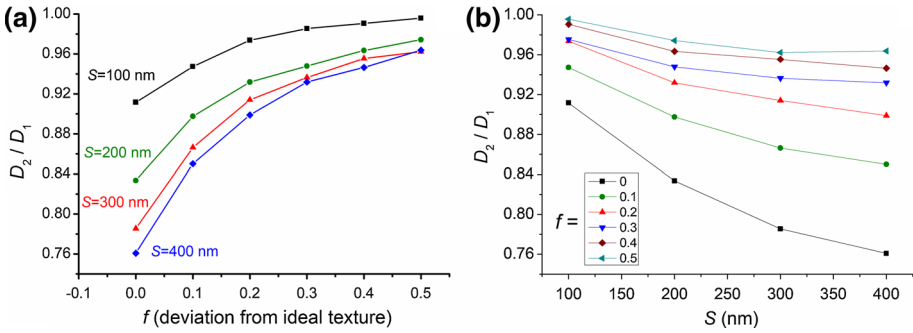 (a)
D2 / D1
1.00
0.96
0.92
0.88
0.84
0.80
0.76
S=100 nm
S=200 nm
S=300 nm
S=400 nm
-0.1 0.0 0.1 0.2 0.3 0.4 0.5
f (deviation from ideal texture)
(b)
D2 / D1
1.00
0.96
0.92
0.88
0.84
0.80
0.76
f =
0
0.1
0.2
0.3
0.4
0.5
100 150 200 250 300 350 400
S (nm)